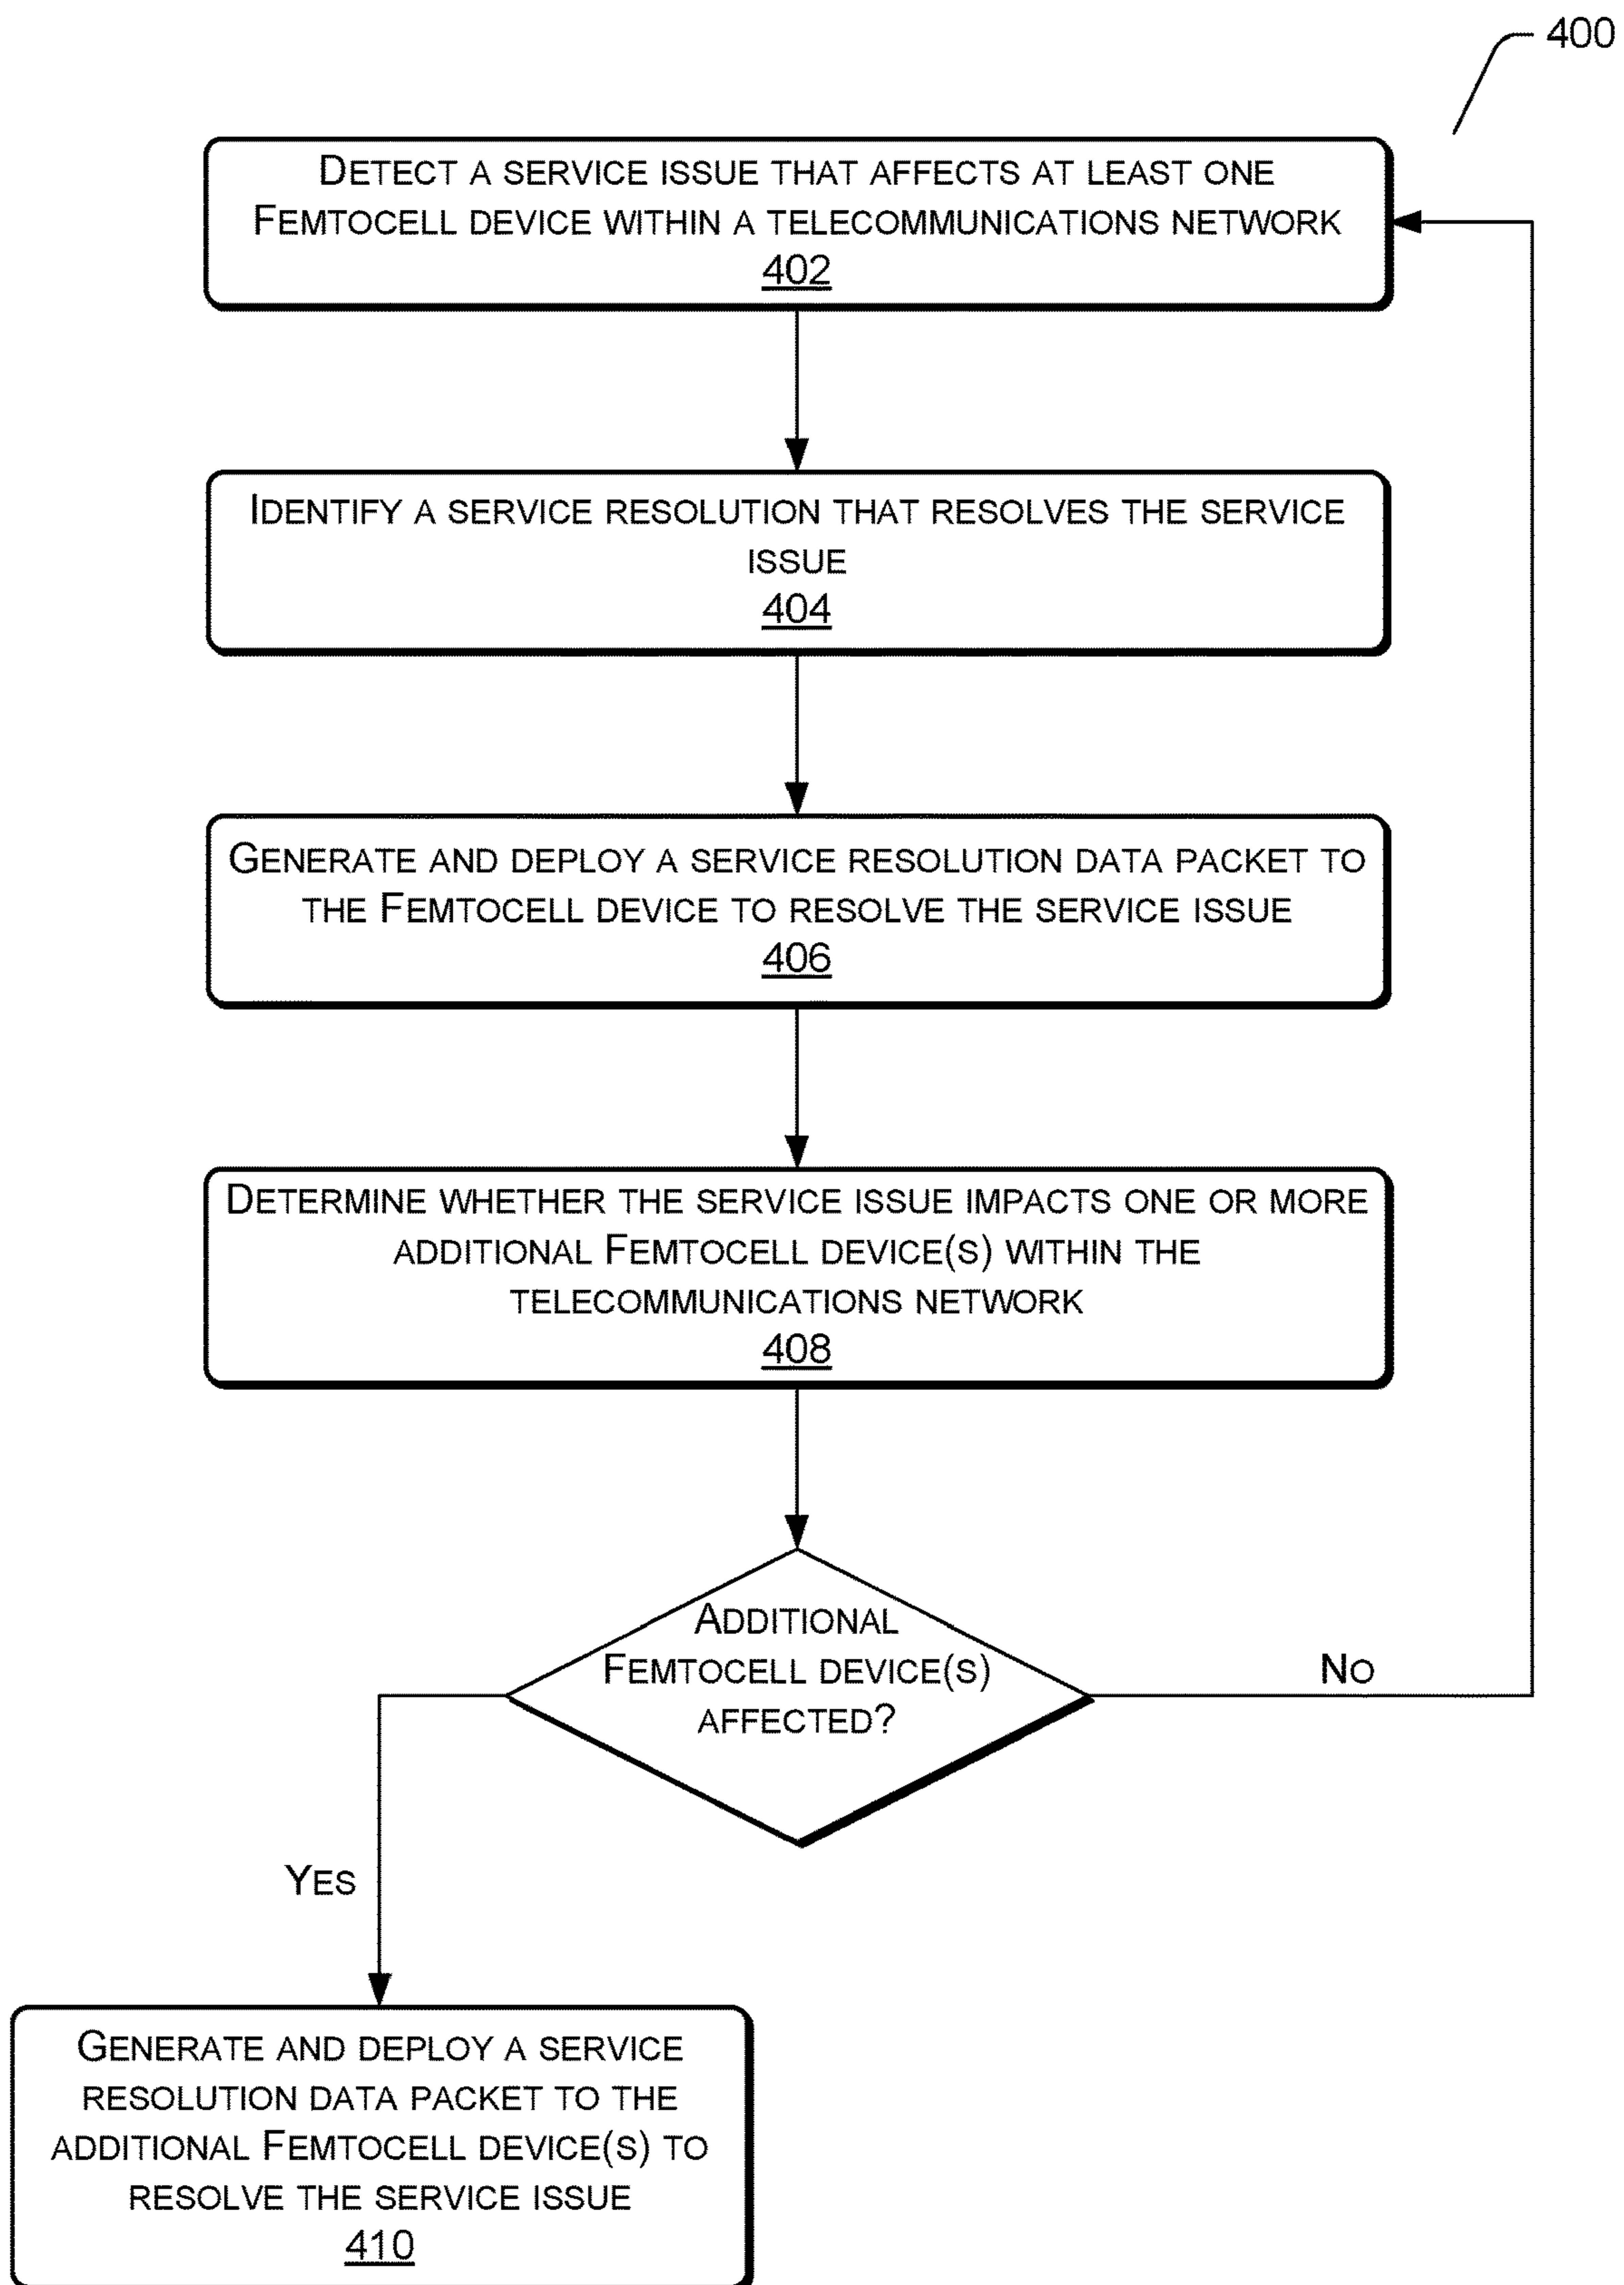 400
DETECT A SERVICE ISSUE THAT AFFECTS AT LEAST ONE
FEMTOCELL DEVICE WITHIN A TELECOMMUNICATIONS NETWORK
402
IDENTIFY A SERVICE RESOLUTION THAT RESOLVES THE SERVICE
ISSUE
404
GENERATE AND DEPLOY A SERVICE RESOLUTION DATA PACKET TO
THE FEMTOCELL DEVICE TO RESOLVE THE SERVICE ISSUE
406
DETERMINE WHETHER THE SERVICE ISSUE IMPACTS ONE OR MORE
ADDITIONAL FEMTOCELL DEVICE(S) WITHIN THE
TELECOMMUNICATIONS NETWORK
408
ADDITIONAL
FEMTOCELL DEVICE(S)
AFFECTED?
NO
YES
GENERATE AND DEPLOY A SERVICE
RESOLUTION DATA PACKET TO THE
ADDITIONAL FEMTOCELL DEVICE(S) TO
RESOLVE THE SERVICE ISSUE
410